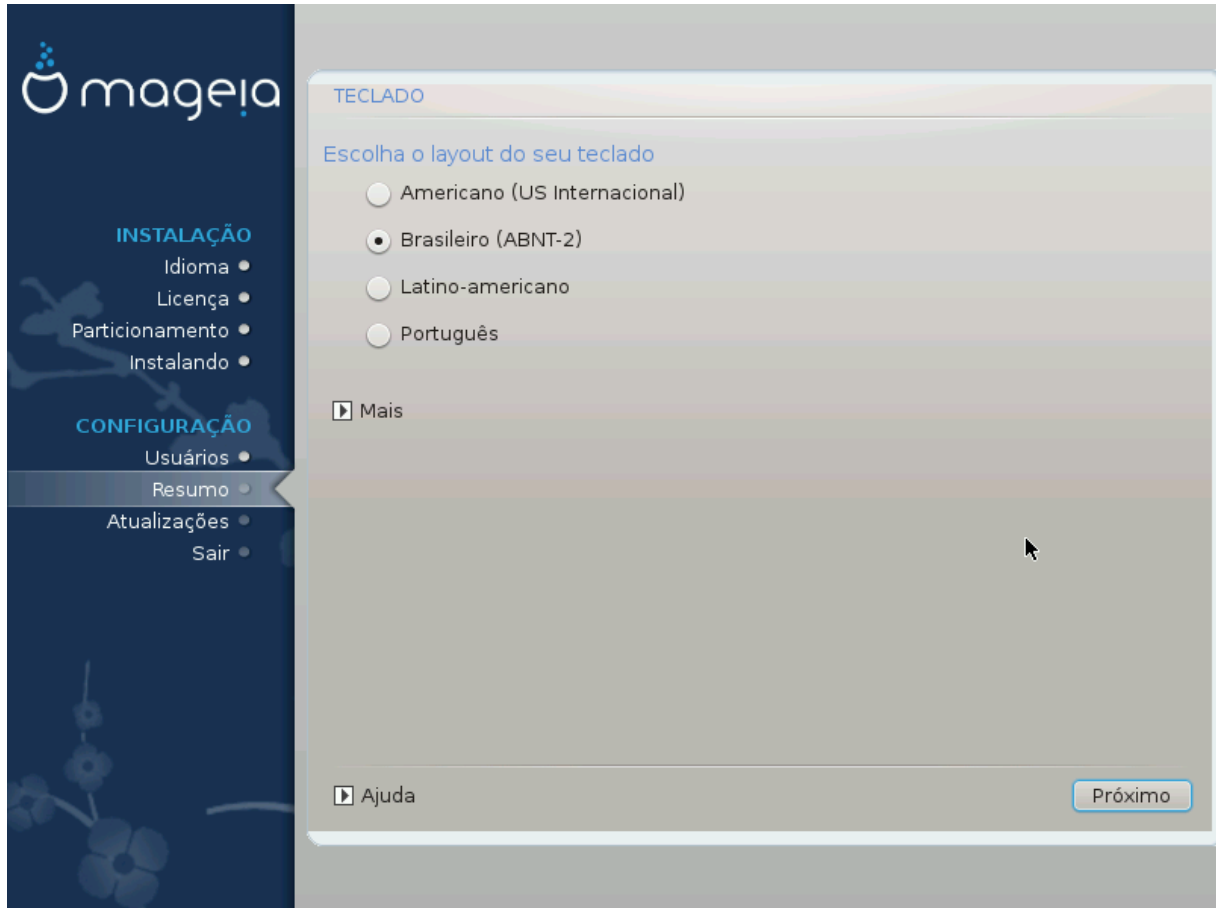 mageia
INSTALAÇÃO
Idioma
Licença
Particionamento
Instalando
CONFIGURAÇÃO
Usuários
Resumo
Atualizações
Sair
TECLADO
Escolha o layout do seu teclado
Americano (US Internacional)
Brasileiro (ABNT-2)
Latino-americano
Português
Mais
Ajuda
Próximo